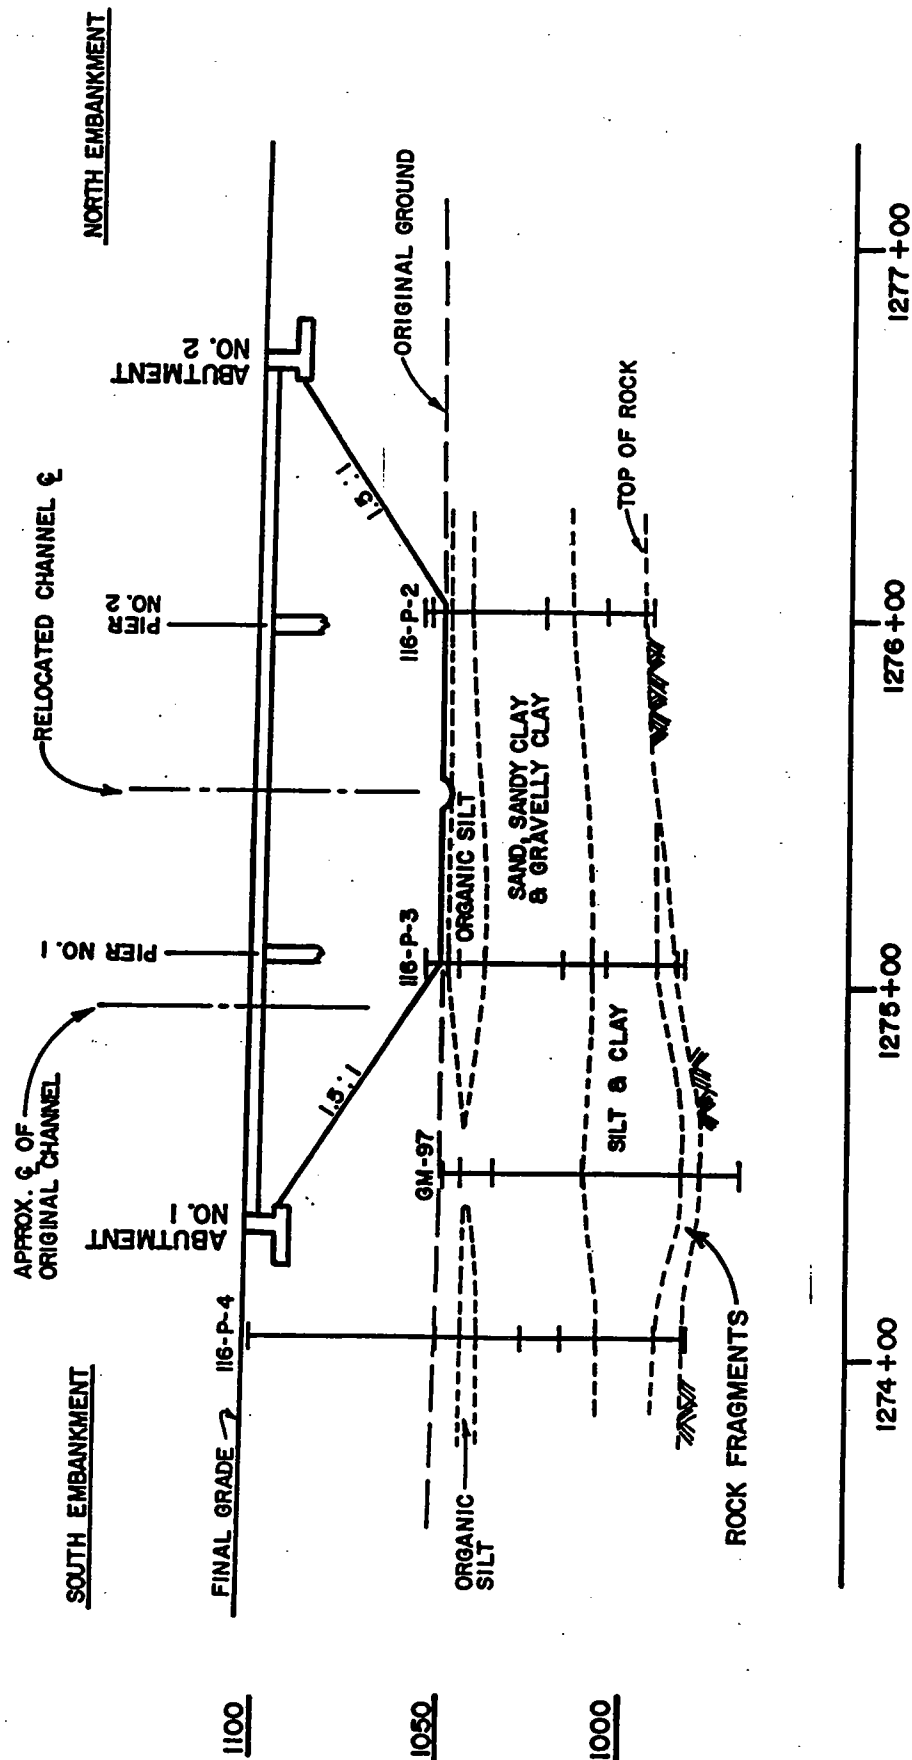 SOUTH EMBANKMENT
NORTH EMBANKMENT
APPROX. ℄ OF
ORIGINAL CHANNEL
RELOCATED CHANNEL ℄
ABUTMENT
NO. 1
PIER NO. 1
PIER
NO. 2
ABUTMENT
NO. 2
FINAL GRADE
116-P-4
1.5:1
1.5:1
ORIGINAL GROUND
GM-97
116-P-3
116-P-2
ORGANIC
SILT
ORGANIC SILT
SAND, SANDY CLAY
& GRAVELLY CLAY
SILT & CLAY
TOP OF ROCK
ROCK FRAGMENTS
1100
1050
1000
1274+00
1275+00
1276+00
1277+00